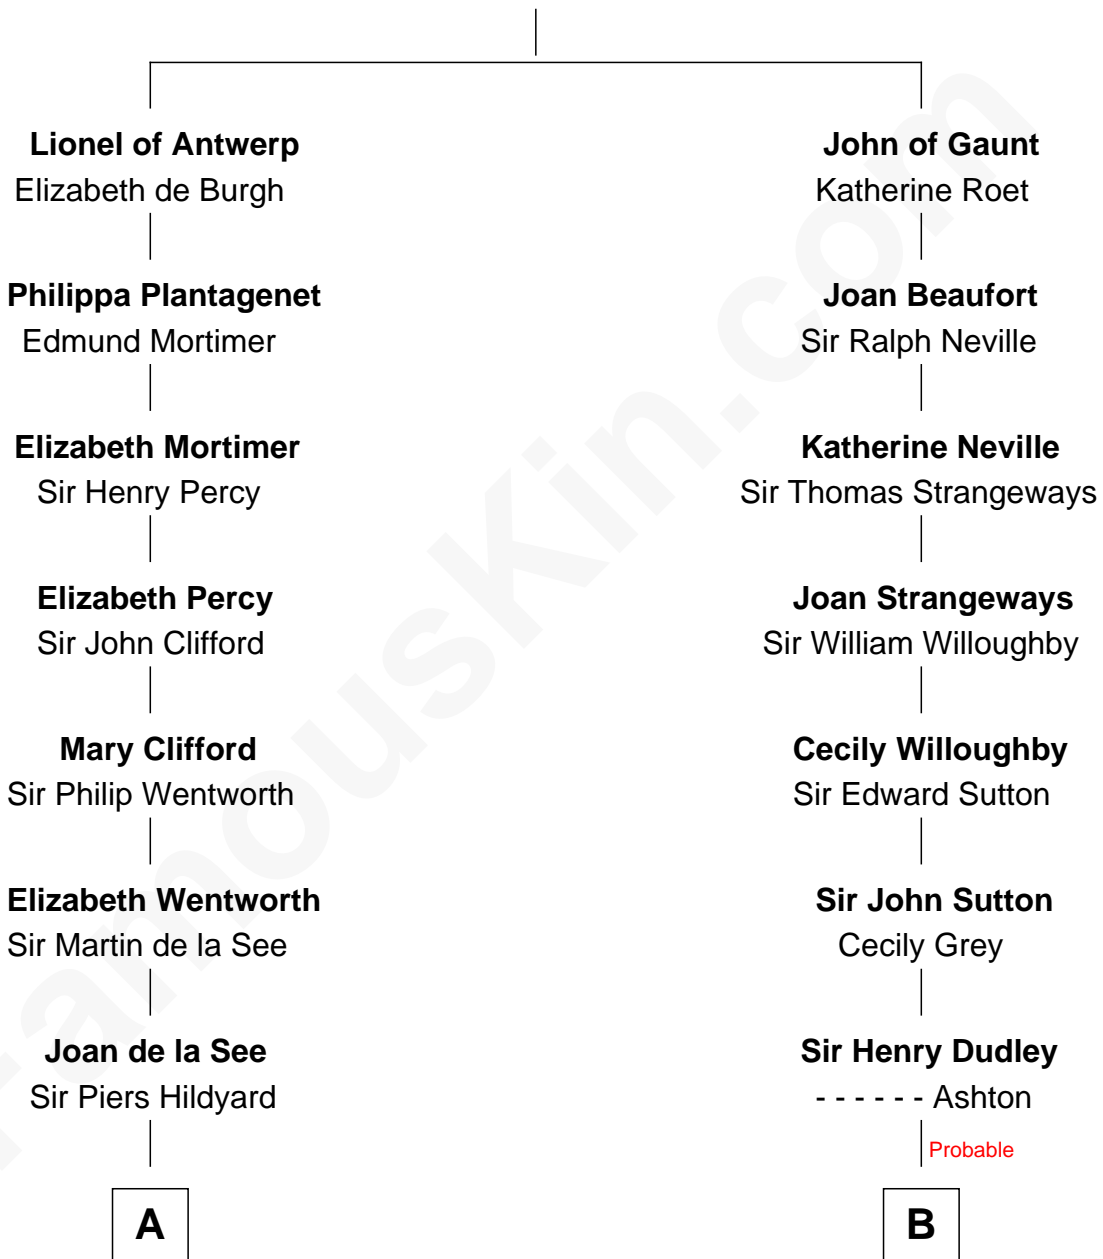 Lionel of Antwerp
Elizabeth de Burgh
Philippa Plantagenet
Edmund Mortimer
Elizabeth Mortimer
Sir Henry Percy
Elizabeth Percy
Sir John Clifford
Mary Clifford
Sir Philip Wentworth
Elizabeth Wentworth
Sir Martin de la See
Joan de la See
Sir Piers Hildyard
A
John of Gaunt
Katherine Roet
Joan Beaufort
Sir Ralph Neville
Katherine Neville
Sir Thomas Strangeways
Joan Strangeways
Sir William Willoughby
Cecily Willoughby
Sir Edward Sutton
Sir John Sutton
Cecily Grey
Sir Henry Dudley
- - - - - - Ashton
Probable
B
FamousKin.com